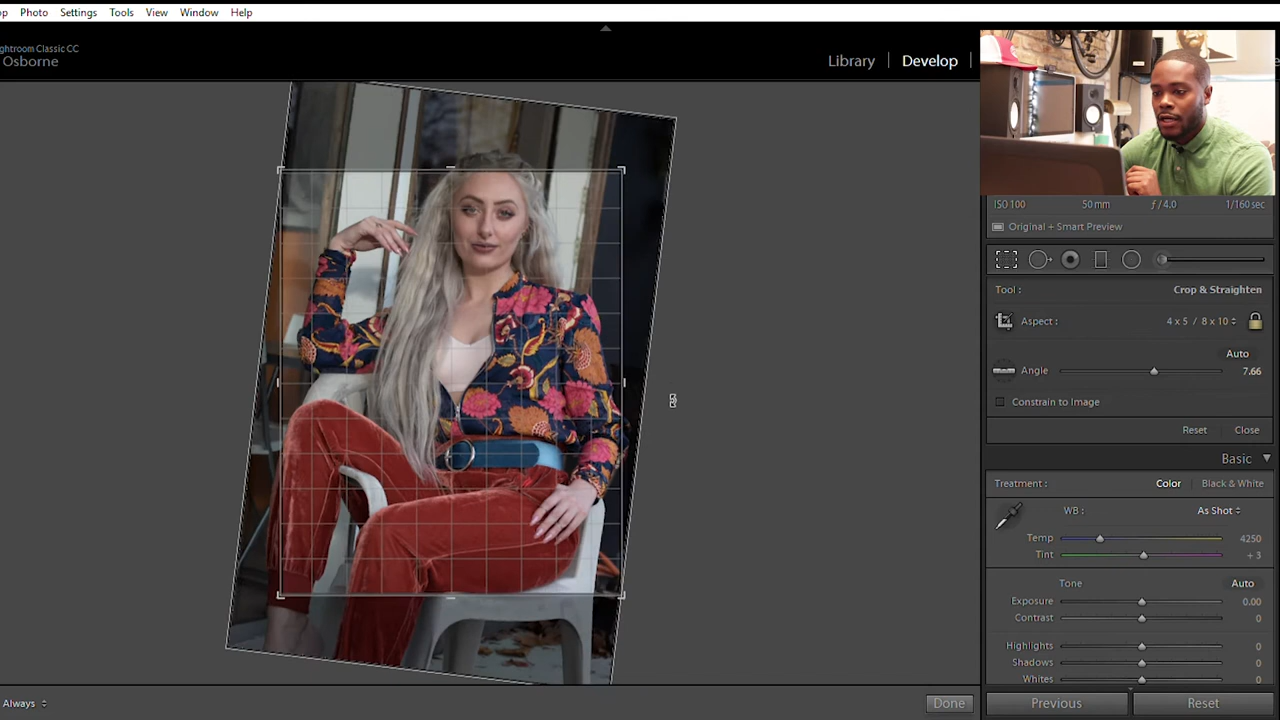 op Photo Settings Tools View Window Help
ghtroom Classic CC
Osborne
Library | Develop |
ISO 100 50 mm ƒ / 4.0 1/160 sec
Original + Smart Preview
Tool : Crop & Straighten
Aspect : 4 x 5 / 8 x 10
Auto
Angle 7.66
Constrain to Image
Reset Close
Basic
Treatment : Color | Black & White
WB : As Shot
Temp 4250
Tint + 3
Tone Auto
Exposure 0.00
Contrast 0
Highlights 0
Shadows 0
Whites 0
Always Done Previous Reset